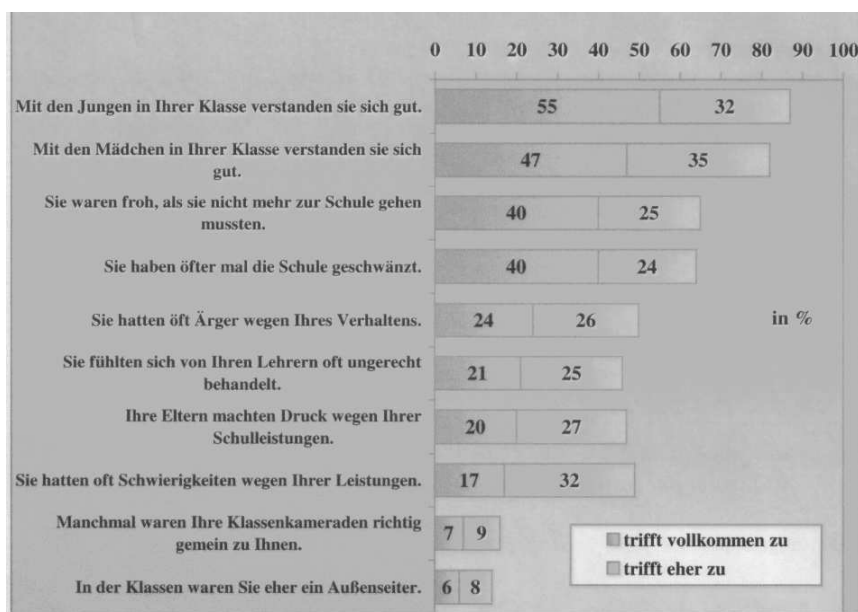 0 10 20 30 40 50 60 70 80 90 100
Mit den Jungen in Ihrer Klasse verstanden sie sich gut.
55 32
Mit den Mädchen in Ihrer Klasse verstanden sie sich
gut.
47 35
Sie waren froh, als sie nicht mehr zur Schule gehen
mussten.
40 25
Sie haben öfter mal die Schule geschwänzt.
40 24
Sie hatten öft Ärger wegen Ihres Verhaltens.
24 26
in %
Sie fühlten sich von Ihren Lehrern oft ungerecht
behandelt.
21 25
Ihre Eltern machten Druck wegen Ihrer
Schulleistungen.
20 27
Sie hatten oft Schwierigkeiten wegen Ihrer Leistungen.
17 32
Manchmal waren Ihre Klassenkameraden richtig
gemein zu Ihnen.
7 9
In der Klassen waren Sie eher ein Außenseiter.
6 8
trifft vollkommen zu
trifft eher zu